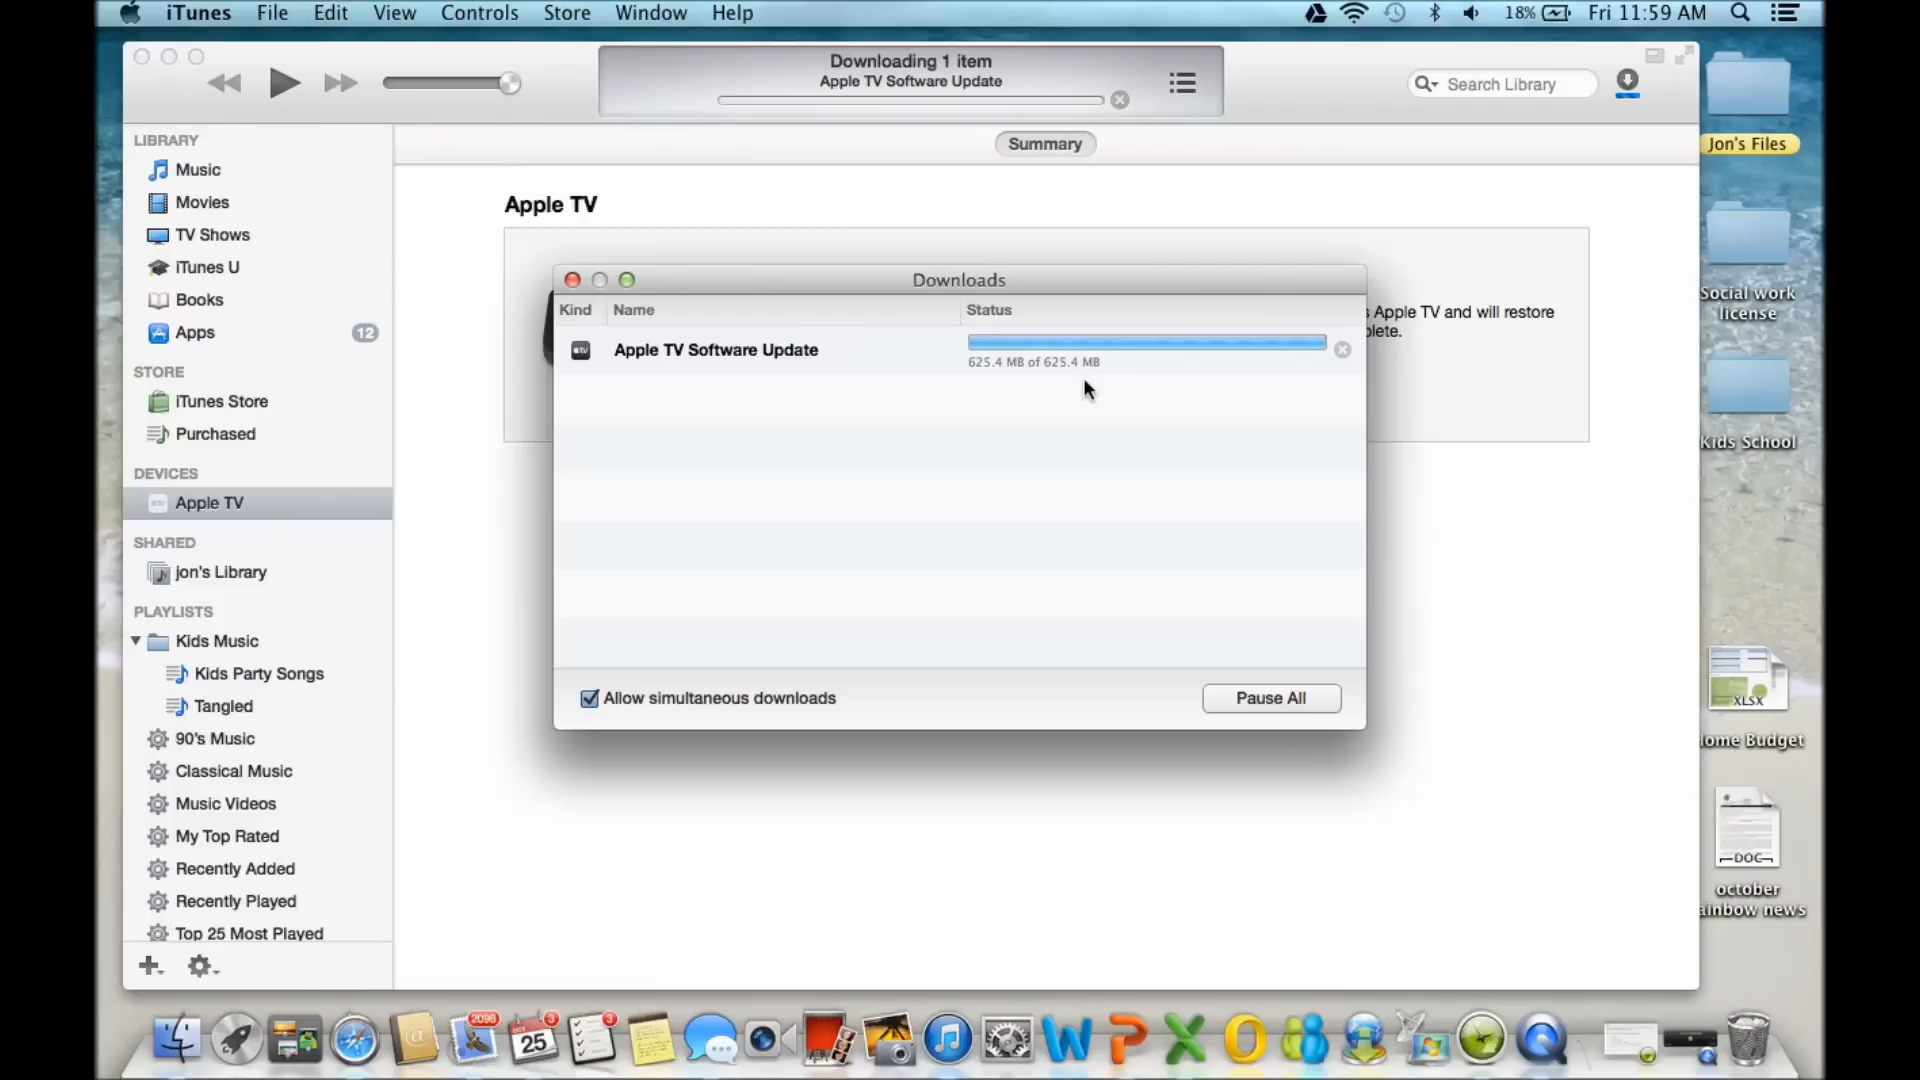 iTunes File Edit View Controls Store Window Help 18% Fri 11:59 AM
Downloading 1 item
Apple TV Software Update
Search Library
LIBRARY
Music
Movies
TV Shows
iTunes U
Books
Apps 12
STORE
iTunes Store
Purchased
DEVICES
Apple TV
SHARED
jon's Library
PLAYLISTS
Kids Music
Kids Party Songs
Tangled
90's Music
Classical Music
Music Videos
My Top Rated
Recently Added
Recently Played
Top 25 Most Played
Summary
Apple TV
Apple TV and will restore
Downloads
Kind Name Status
Apple TV Software Update
625.4 MB of 625.4 MB
Allow simultaneous downloads
Pause All
Jon's Files
Social work
license
Kids School
XLSX
Home Budget
DOC
october
ainbow news
2098
OCT
25
3
3